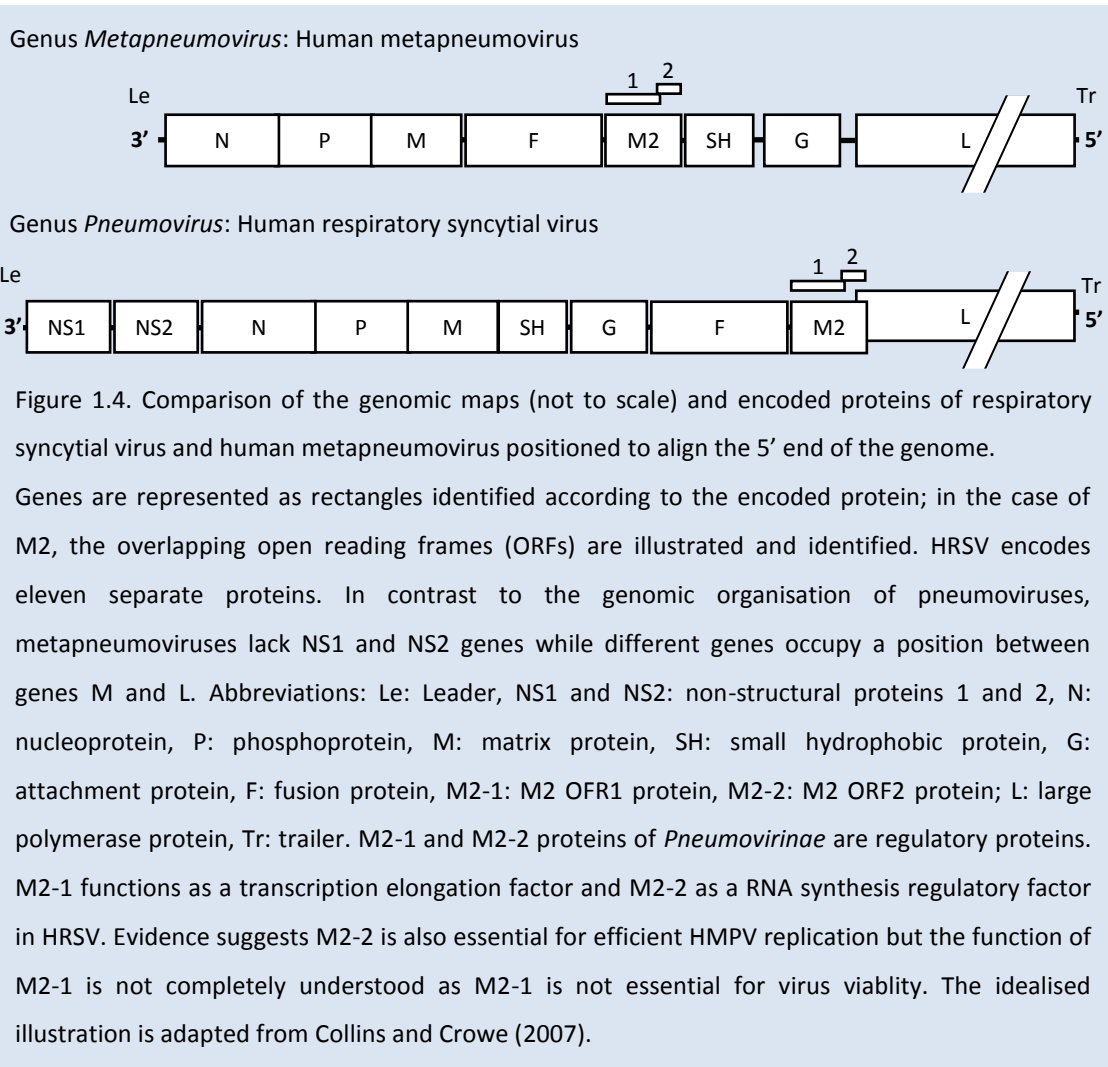 Genus Metapneumovirus: Human metapneumovirus
1 2
Le Tr
3’ N P M F M2 SH G L 5’
Genus Pneumovirus: Human respiratory syncytial virus
1 2
Le Tr
3’ NS1 NS2 N P M SH G F M2 L 5’
Figure 1.4. Comparison of the genomic maps (not to scale) and encoded proteins of respiratory
syncytial virus and human metapneumovirus positioned to align the 5’ end of the genome.
Genes are represented as rectangles identified according to the encoded protein; in the case of
M2, the overlapping open reading frames (ORFs) are illustrated and identified. HRSV encodes
eleven separate proteins. In contrast to the genomic organisation of pneumoviruses,
metapneumoviruses lack NS1 and NS2 genes while different genes occupy a position between
genes M and L. Abbreviations: Le: Leader, NS1 and NS2: non-structural proteins 1 and 2, N:
nucleoprotein, P: phosphoprotein, M: matrix protein, SH: small hydrophobic protein, G:
attachment protein, F: fusion protein, M2-1: M2 OFR1 protein, M2-2: M2 ORF2 protein; L: large
polymerase protein, Tr: trailer. M2-1 and M2-2 proteins of Pneumovirinae are regulatory proteins.
M2-1 functions as a transcription elongation factor and M2-2 as a RNA synthesis regulatory factor
in HRSV. Evidence suggests M2-2 is also essential for efficient HMPV replication but the function of
M2-1 is not completely understood as M2-1 is not essential for virus viablity. The idealised
illustration is adapted from Collins and Crowe (2007).